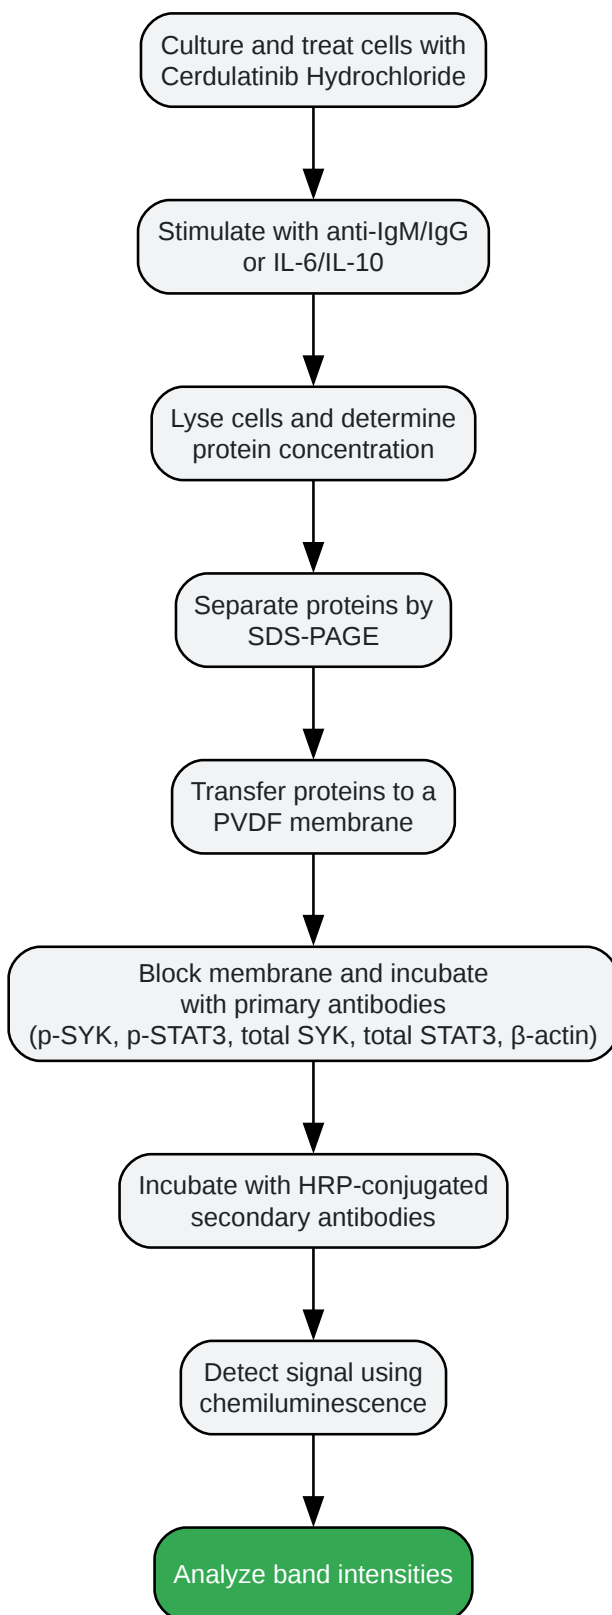 Culture and treat cells with
Cerdulatinib Hydrochloride
Stimulate with anti-IgM/IgG
or IL-6/IL-10
Lyse cells and determine
protein concentration
Separate proteins by
SDS-PAGE
Transfer proteins to a
PVDF membrane
Block membrane and incubate
with primary antibodies
(p-SYK, p-STAT3, total SYK, total STAT3, β-actin)
Incubate with HRP-conjugated
secondary antibodies
Detect signal using
chemiluminescence
Analyze band intensities